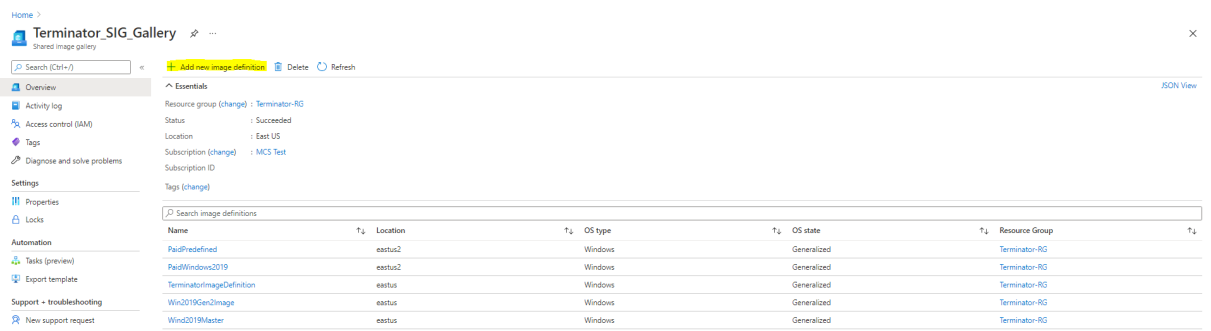 Home >
Terminator_SIG_Gallery ...
Shared image gallery
Search (Ctrl+/) «
+ Add new image definition Delete Refresh
Overview
Activity log
Access control (IAM)
Tags
Diagnose and solve problems
Settings
Properties
Locks
Automation
Tasks (preview)
Export template
Support + troubleshooting
New support request
Essentials JSON View
Resource group (change) : Terminator-RG
Status : Succeeded
Location : East US
Subscription (change) : MCS Test
Subscription ID
Tags (change)
Search image definitions
Name ↑↓ Location ↑↓ OS type ↑↓ OS state ↑↓ Resource Group ↑↓
PaidPredefined eastus2 Windows Generalized Terminator-RG
PaidWindows2019 eastus2 Windows Generalized Terminator-RG
TerminatorImageDefinition eastus Windows Generalized Terminator-RG
Win2019Gen2Image eastus Windows Generalized Terminator-RG
Wind2019Master eastus Windows Generalized Terminator-RG